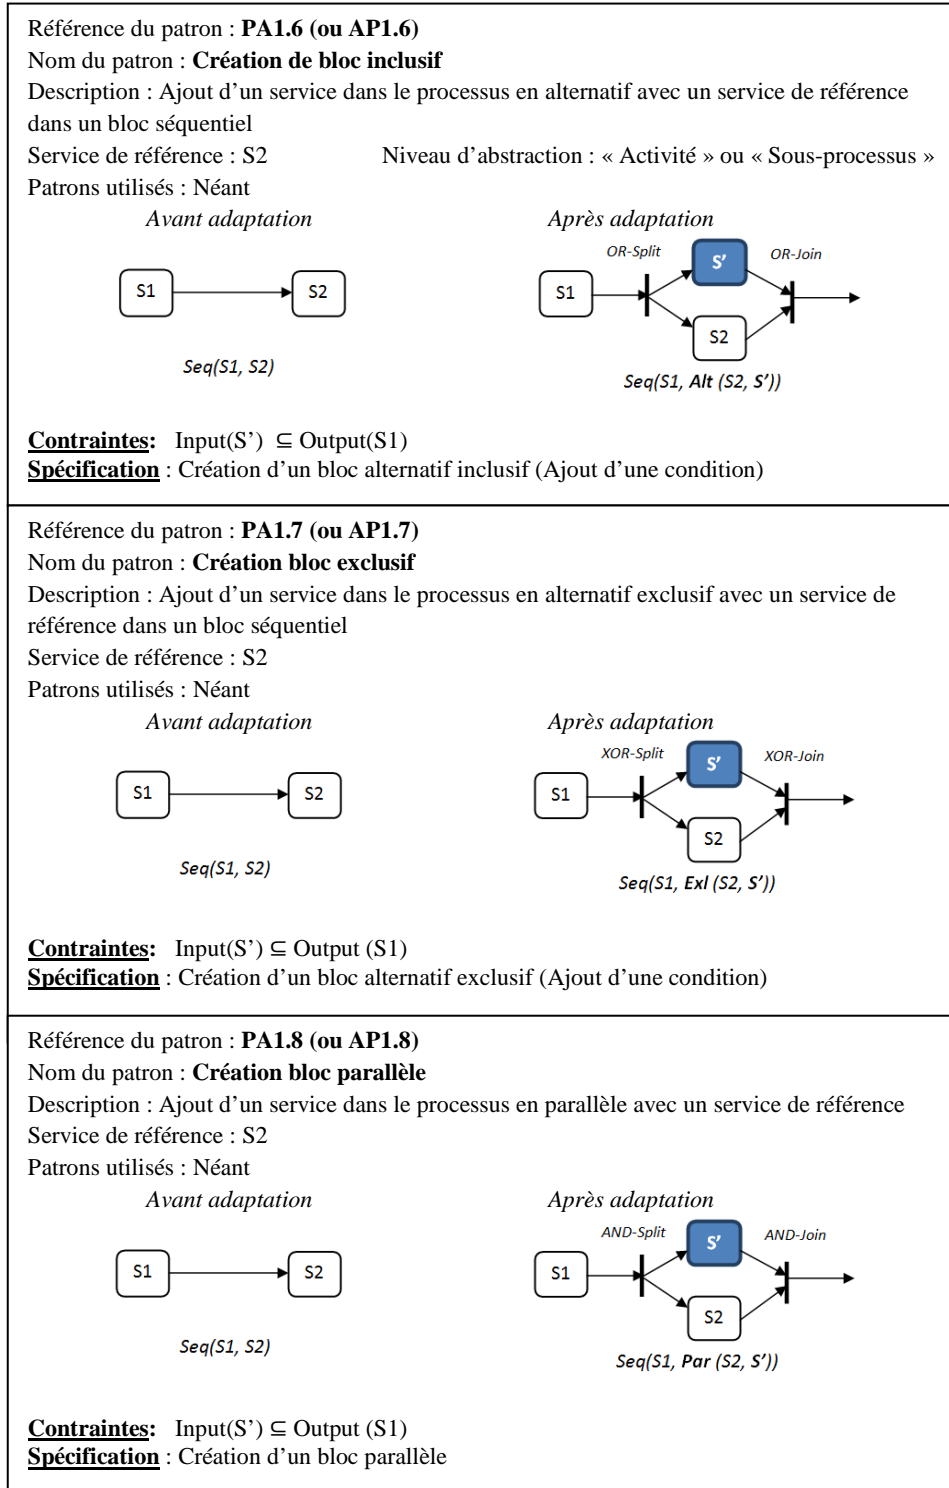 Référence du patron : PA1.6 (ou AP1.6)
Nom du patron : Création de bloc inclusif
Description : Ajout d’un service dans le processus en alternatif avec un service de référence
dans un bloc séquentiel
Service de référence : S2 Niveau d’abstraction : « Activité » ou « Sous-processus »
Patrons utilisés : Néant
Avant adaptation Après adaptation
OR-Split S’ OR-Join
S1 S2 S1
S2
Seq(S1, S2)
Seq(S1, Alt (S2, S’))
Contraintes: Input(S’) ⊆ Output(S1)
Spécification : Création d’un bloc alternatif inclusif (Ajout d’une condition)
Référence du patron : PA1.7 (ou AP1.7)
Nom du patron : Création bloc exclusif
Description : Ajout d’un service dans le processus en alternatif exclusif avec un service de
référence dans un bloc séquentiel
Service de référence : S2
Patrons utilisés : Néant
Avant adaptation Après adaptation
XOR-Split S’ XOR-Join
S1 S2 S1
S2
Seq(S1, S2)
Seq(S1, Exl (S2, S’))
Contraintes: Input(S’) ⊆ Output (S1)
Spécification : Création d’un bloc alternatif exclusif (Ajout d’une condition)
Référence du patron : PA1.8 (ou AP1.8)
Nom du patron : Création bloc parallèle
Description : Ajout d’un service dans le processus en parallèle avec un service de référence
Service de référence : S2
Patrons utilisés : Néant
Avant adaptation Après adaptation
AND-Split S’ AND-Join
S1 S2 S1
S2
Seq(S1, S2)
Seq(S1, Par (S2, S’))
Contraintes: Input(S’) ⊆ Output (S1)
Spécification : Création d’un bloc parallèle